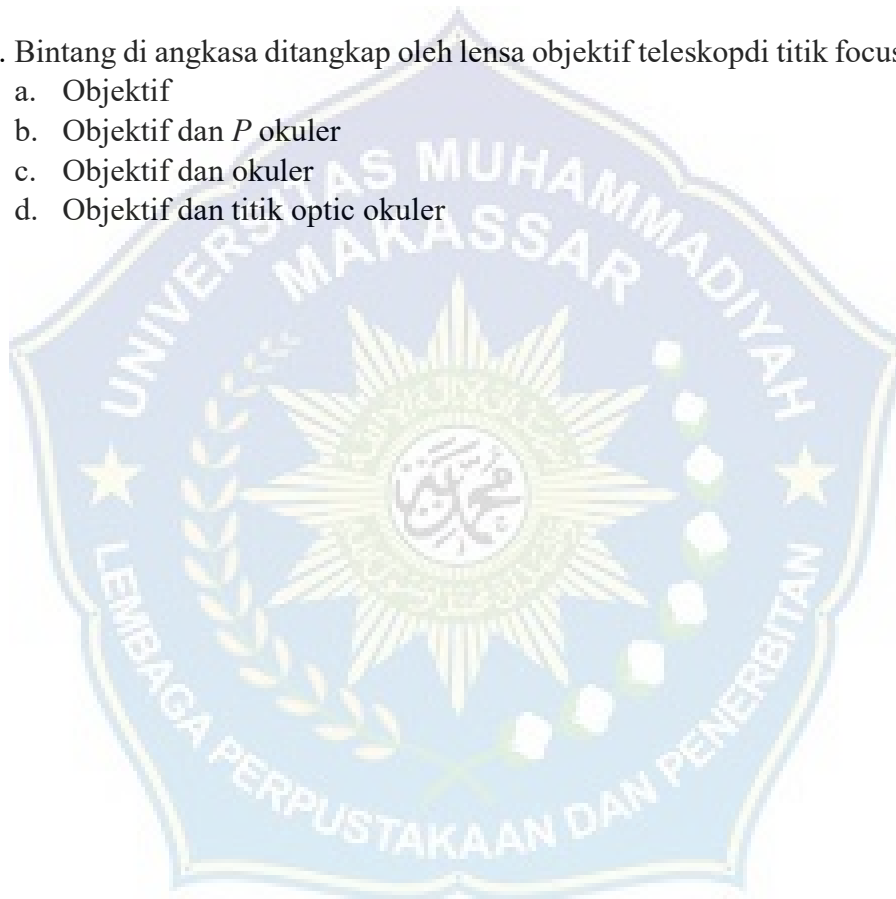 . Bintang di angkasa ditangkap oleh lensa objektif teleskopdi titik focus
a. Objektif
b. Objektif dan P okuler
c. Objektif dan okuler
d. Objektif dan titik optic okuler
UNIVERSITAS MUHAMMADIYAH
MAKASSAR
LEMBAGA PERPUSTAKAAN DAN PENERBITAN